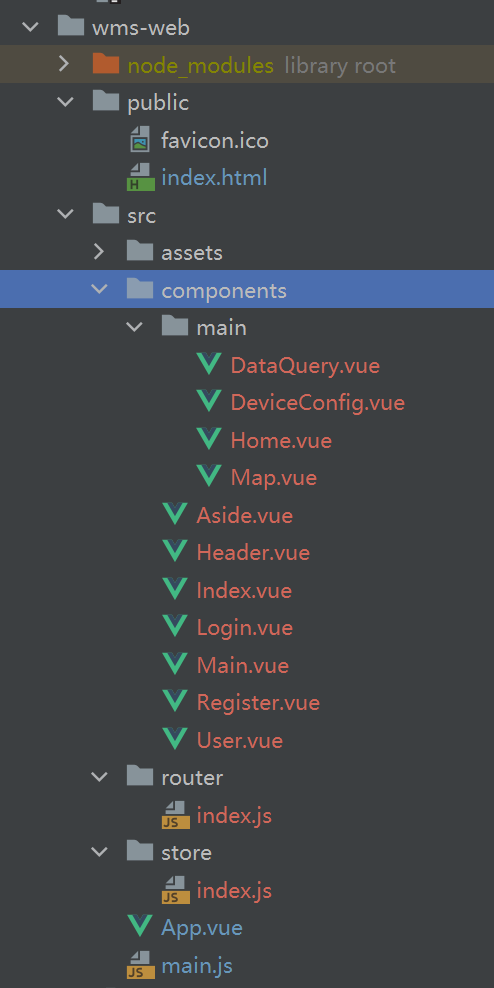 wms-web
node_modules library root
public
favicon.ico
index.html
src
assets
components
main
DataQuery.vue
DeviceConfig.vue
Home.vue
Map.vue
Aside.vue
Header.vue
Index.vue
Login.vue
Main.vue
Register.vue
User.vue
router
index.js
store
index.js
App.vue
main.js